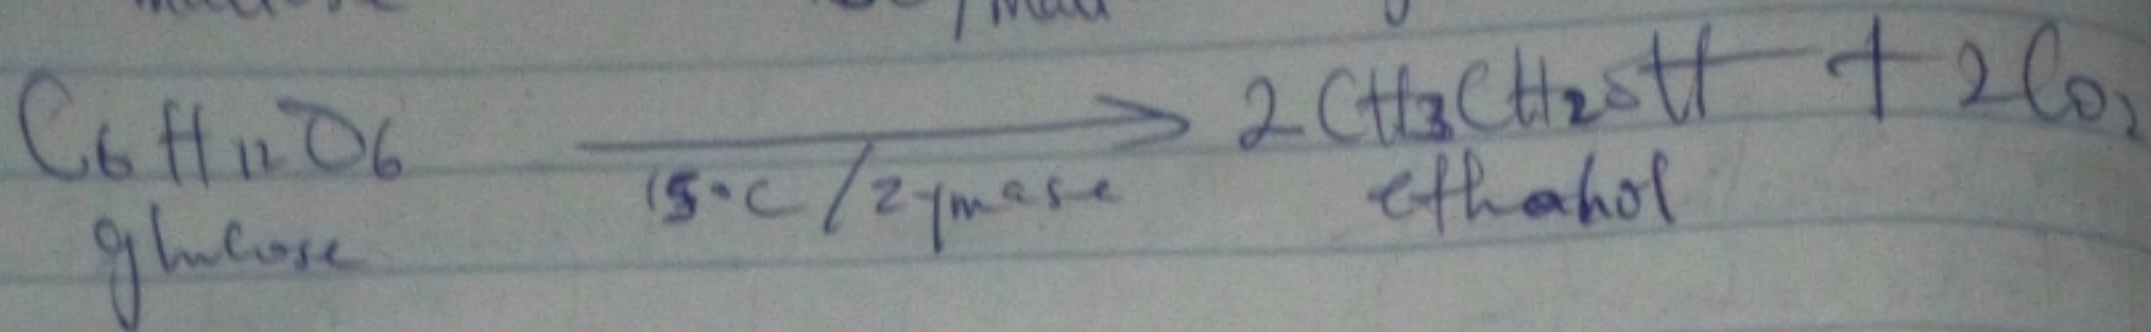 C6H12O6 → 2CH3CH2OH + 2CO2
15°C/zymase
glucose ethanol